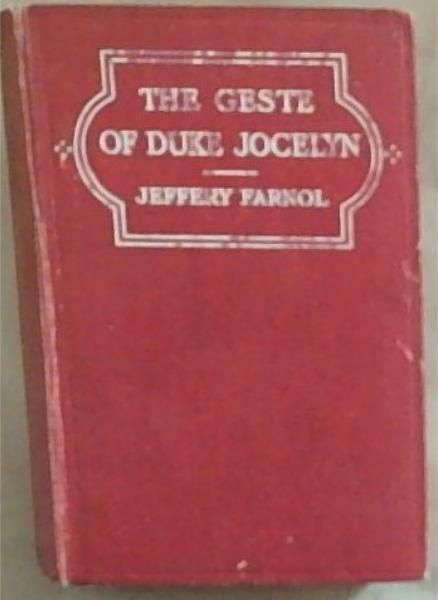 THE GESTE
OF DUKE JOCELYN
JEFFERY FARNOL